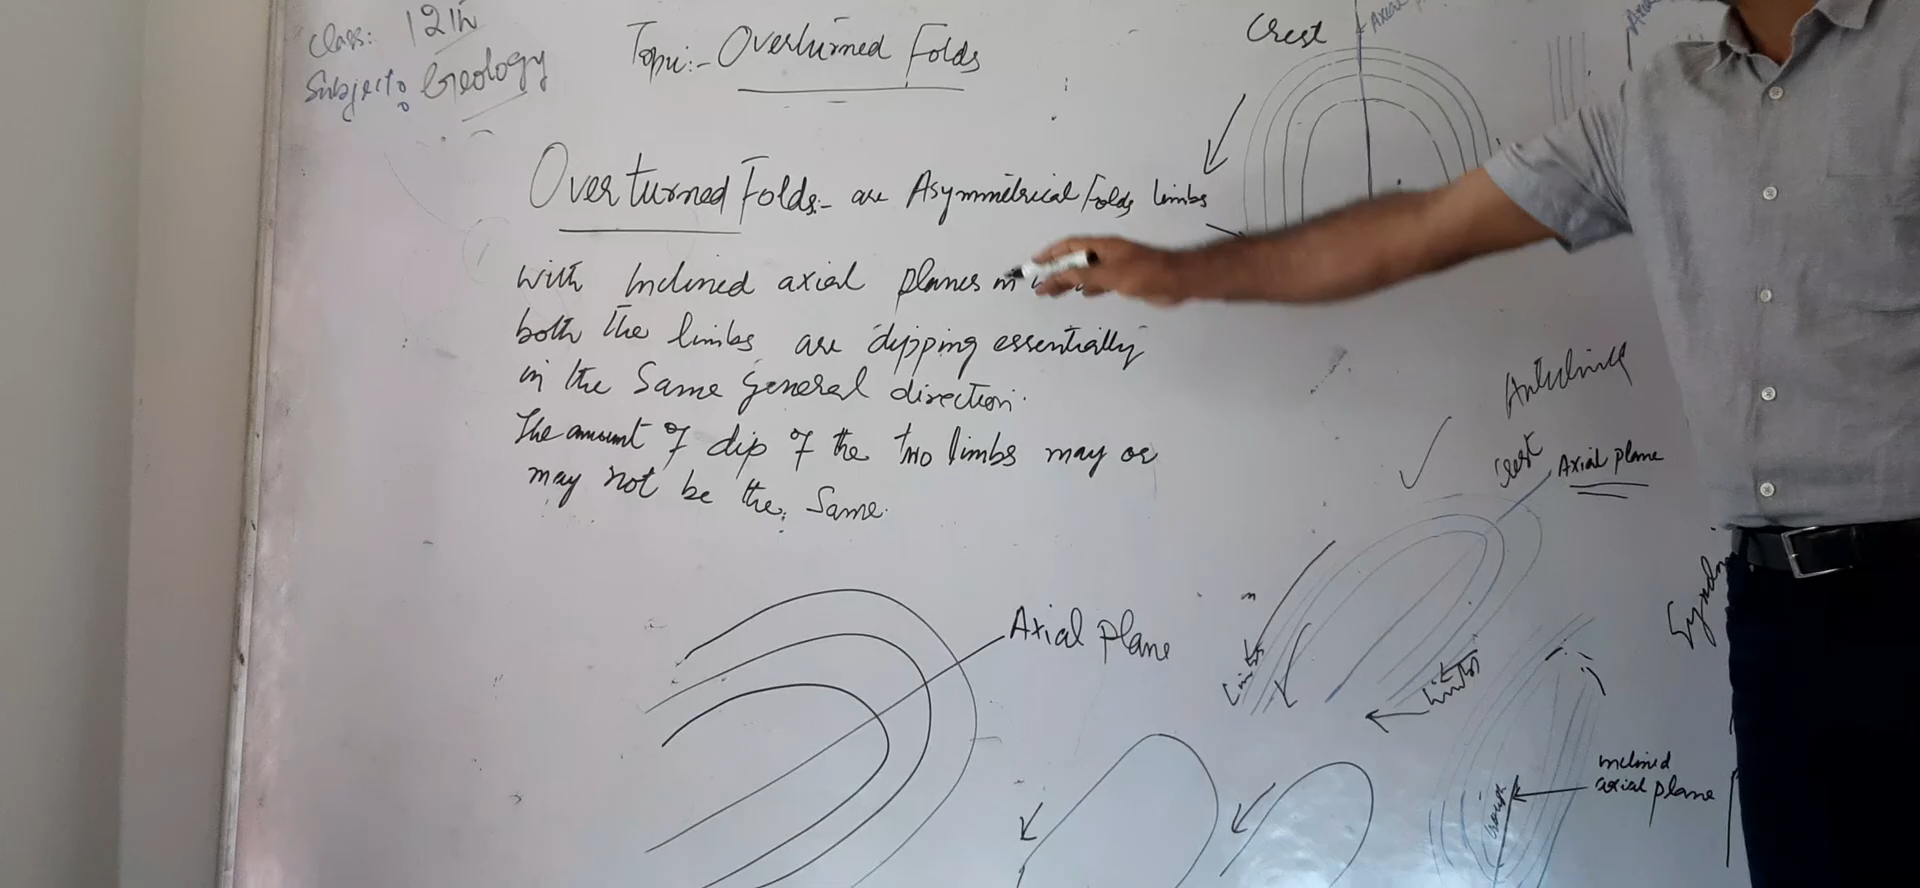 Class: 12th
Subject: Geology
Topic:- Overturned Folds
Overturned Folds:- are Asymmetrical Folds limbs
with Inclined axial planes in
both the limbs are dipping essentially
in the Same general direction.
The amount of dip of the two limbs may or
may not be the Same.
Crest
Axial
Axial plane
Anticline
Crest
Axial plane
Limbs
Limbs
Inclined
axial plane